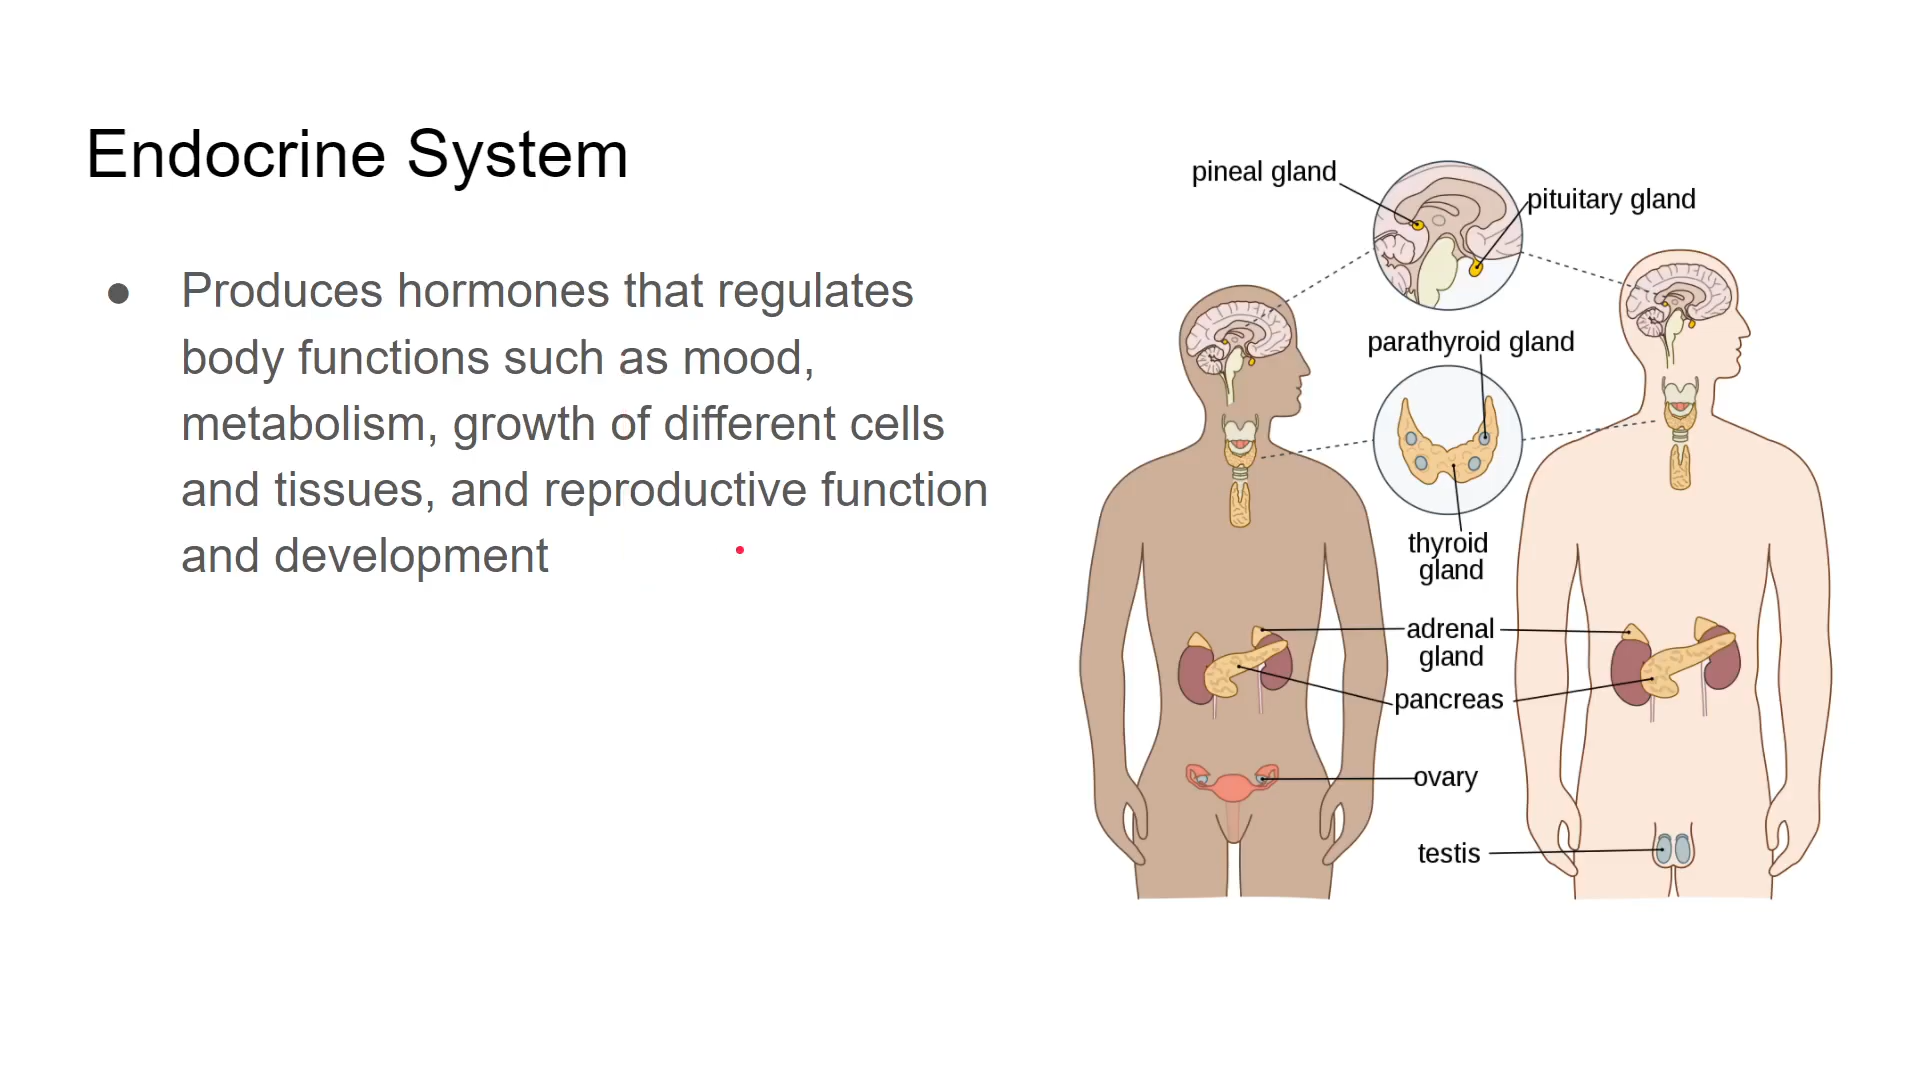 Endocrine System
● Produces hormones that regulates
body functions such as mood,
metabolism, growth of different cells
and tissues, and reproductive function
and development
pineal gland
pituitary gland
parathyroid gland
thyroid
gland
adrenal
gland
pancreas
ovary
testis